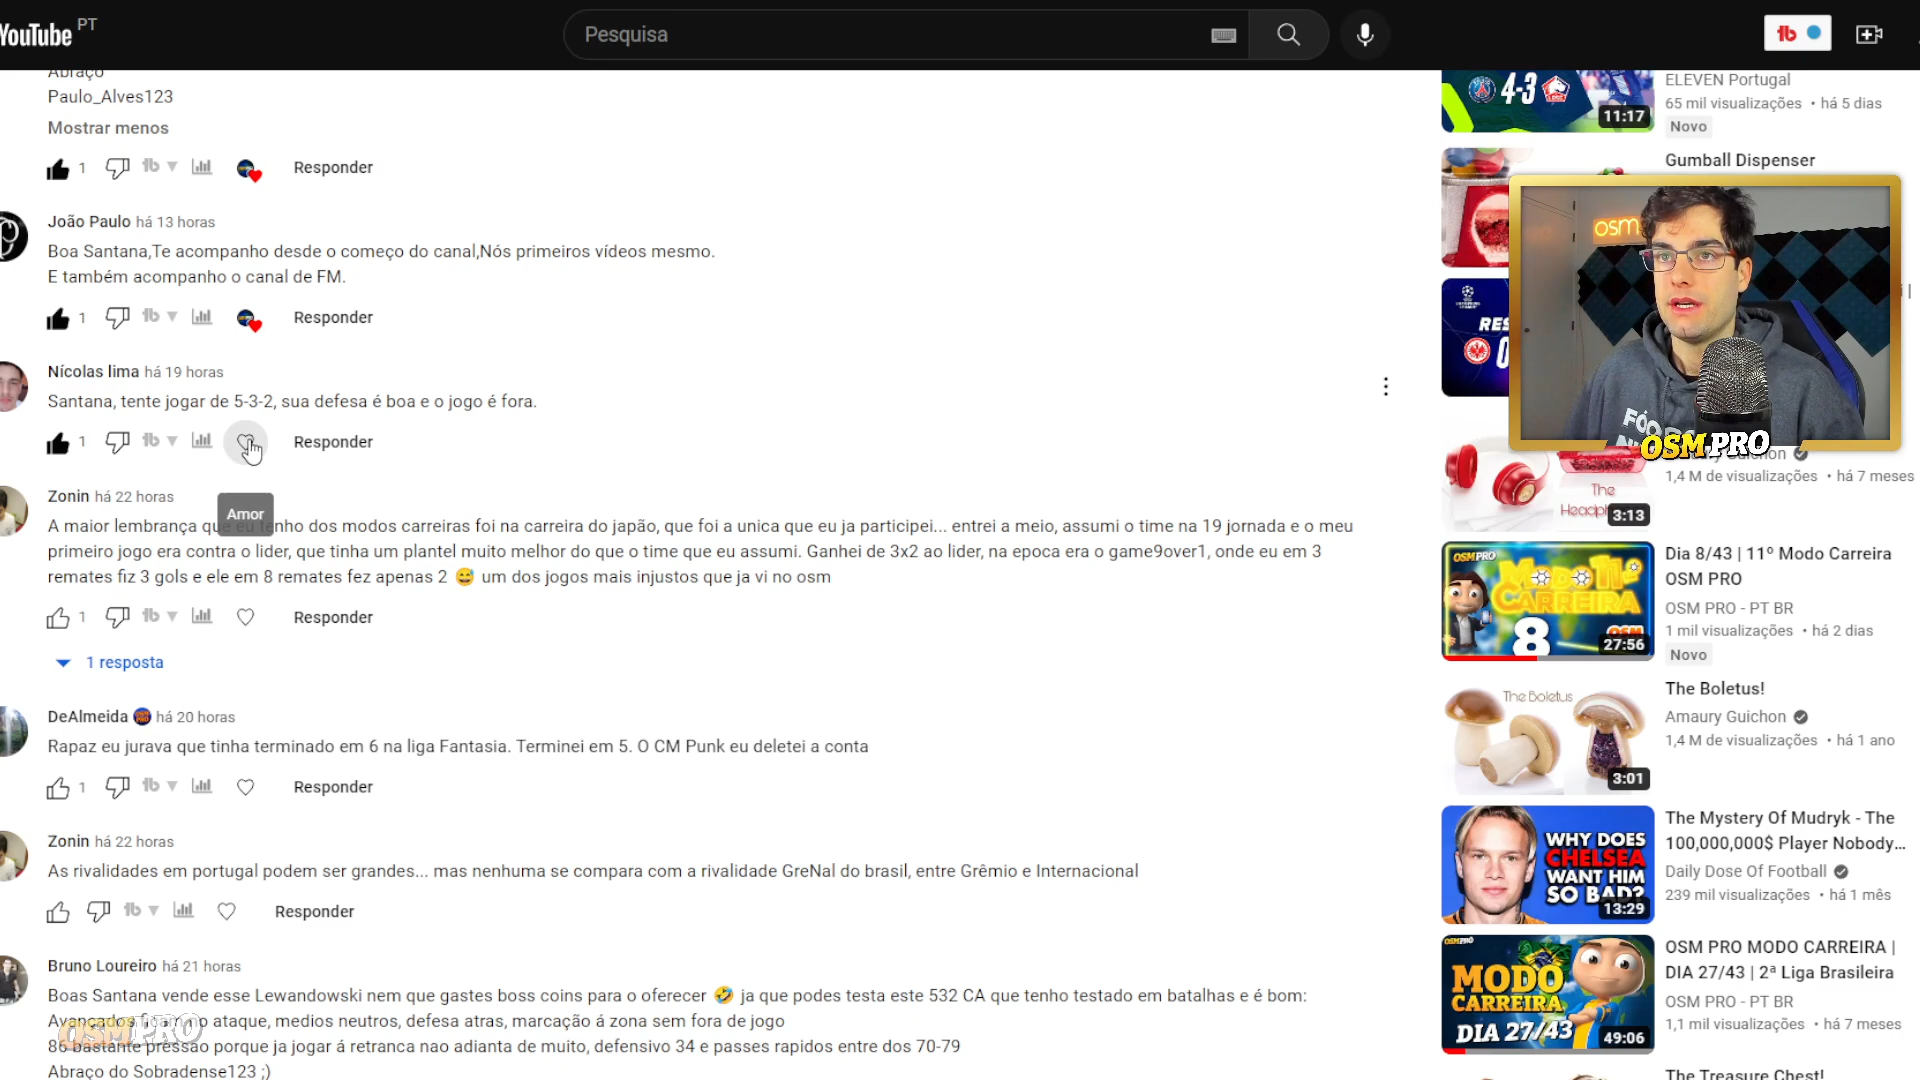 YouTube PT
Pesquisa
Abraço
Paulo_Alves123
Mostrar menos
1
Responder
João Paulo há 13 horas
Boa Santana,Te acompanho desde o começo do canal,Nós primeiros vídeos mesmo.
E também acompanho o canal de FM.
1
Responder
Nícolas lima há 19 horas
Santana, tente jogar de 5-3-2, sua defesa é boa e o jogo é fora.
1
Responder
Amor
Zonin há 22 horas
A maior lembrança que eu tenho dos modos carreiras foi na carreira do japão, que foi a unica que eu ja participei... entrei a meio, assumi o time na 19 jornada e o meu
primeiro jogo era contra o lider, que tinha um plantel muito melhor do que o time que eu assumi. Ganhei de 3x2 ao lider, na epoca era o game9over1, onde eu em 3
remates fiz 3 gols e ele em 8 remates fez apenas 2 😅 um dos jogos mais injustos que ja vi no osm
1
Responder
1 resposta
DeAlmeida há 20 horas
Rapaz eu jurava que tinha terminado em 6 na liga Fantasia. Terminei em 5. O CM Punk eu deletei a conta
1
Responder
Zonin há 22 horas
As rivalidades em portugal podem ser grandes... mas nenhuma se compara com a rivalidade GreNal do brasil, entre Grêmio e Internacional
Responder
Bruno Loureiro há 21 horas
Boas Santana vende esse Lewandowski nem que gastes boss coins para o oferecer 🤣 ja que podes testa este 532 CA que tenho testado em batalhas e é bom:
Avançados ataque, medios neutros, defesa atras, marcação á zona sem fora de jogo
86 bastante pressão porque ja jogar á retranca nao adianta de muito, defensivo 34 e passes rapidos entre dos 70-79
Abraço do Sobradense123 ;)
OSM PRO
4-3
11:17
ELEVEN Portugal
65 mil visualizações • há 5 dias
Novo
Gumball Dispenser
osm
OSM PRO
The
3:13
1,4 M de visualizações • há 7 meses
OSM PRO
MODO 11º
CARREIRA
8
OSM
27:56
Dia 8/43 | 11º Modo Carreira
OSM PRO
OSM PRO - PT BR
1 mil visualizações • há 2 dias
Novo
The Boletus
3:01
The Boletus!
Amaury Guichon
1,4 M de visualizações • há 1 ano
WHY DOES
CHELSEA
WANT HIM
SO BAD?
13:29
The Mystery Of Mudryk - The
100,000,000$ Player Nobody...
Daily Dose Of Football
239 mil visualizações • há 1 mês
OSM PRO
MODO
CARREIRA
DIA 27/43
49:06
OSM PRO MODO CARREIRA |
DIA 27/43 | 2ª Liga Brasileira
OSM PRO - PT BR
1,1 mil visualizações • há 7 meses
The Treasure Chest!